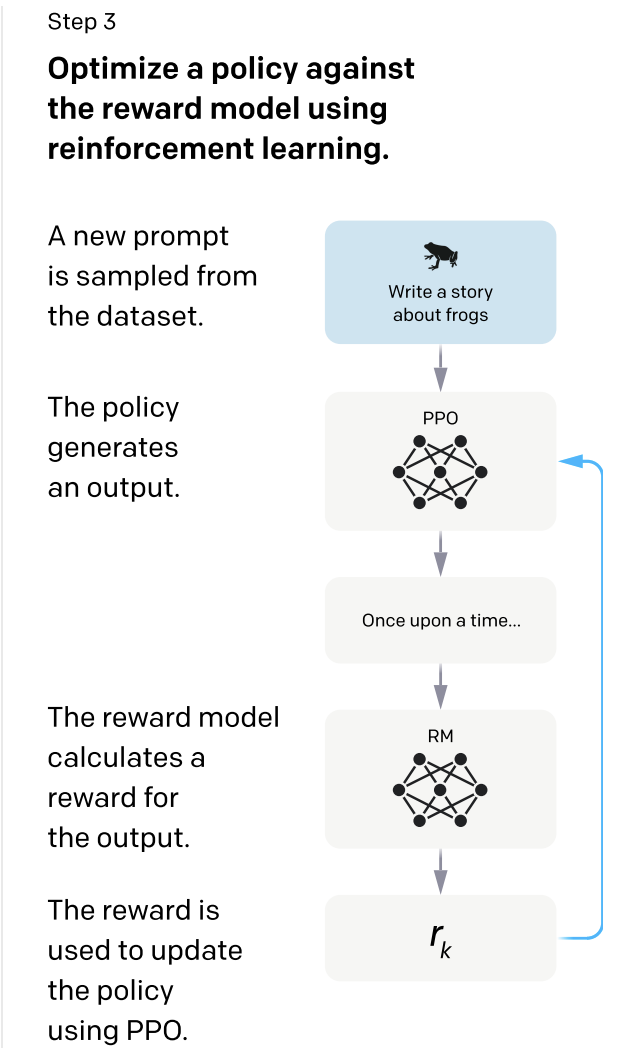 Step 3
Optimize a policy against
the reward model using
reinforcement learning.
A new prompt
is sampled from
the dataset.
Write a story
about frogs
The policy
generates
an output.
PPO
Once upon a time...
The reward model
calculates a
reward for
the output.
RM
The reward is
used to update
the policy
using PPO.
r_k